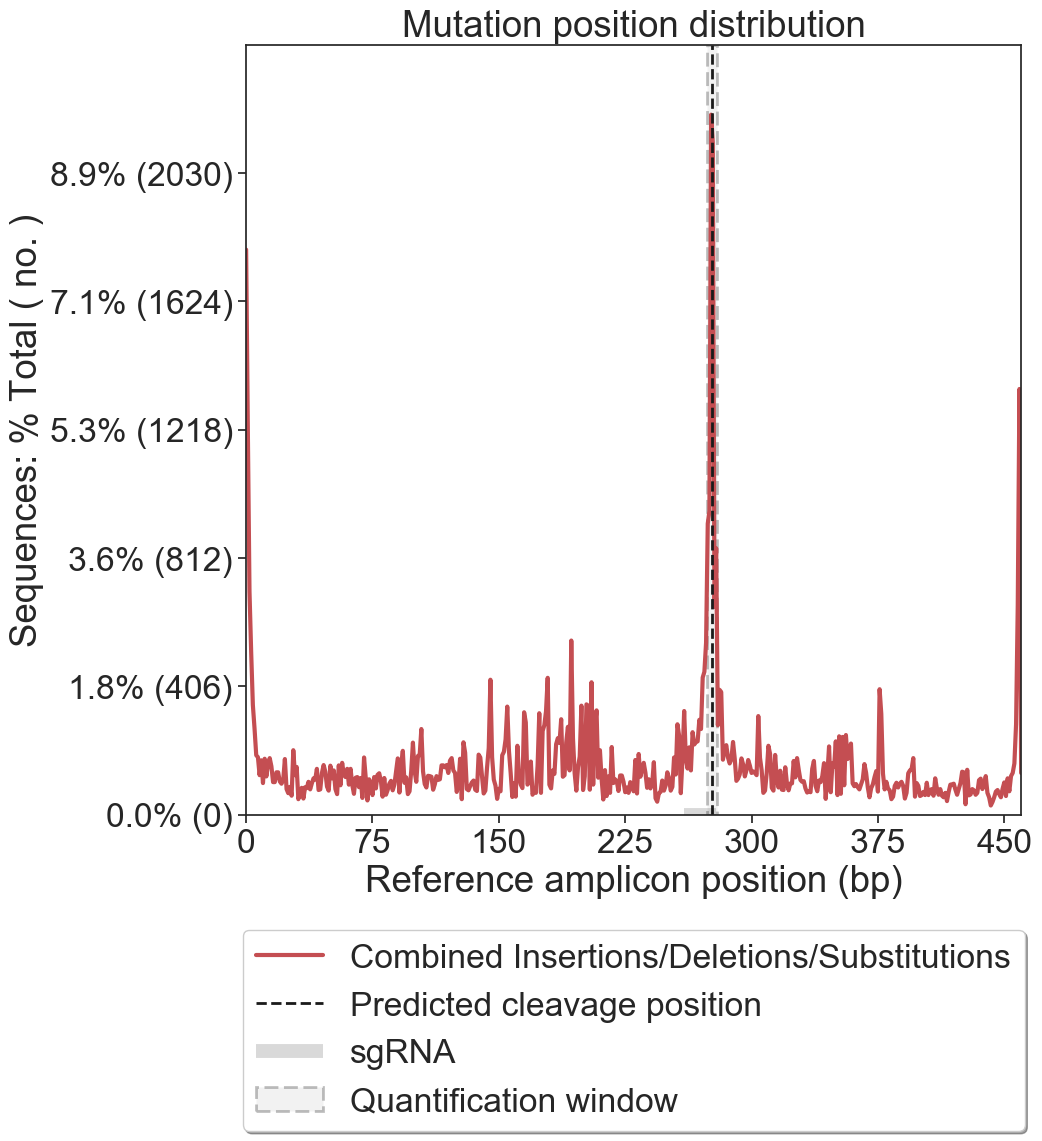 Mutation position distribution
Sequences: % Total ( no. )
8.9% (2030)
7.1% (1624)
5.3% (1218)
3.6% (812)
1.8% (406)
0.0% (0)
0 75 150 225 300 375 450
Reference amplicon position (bp)
Combined Insertions/Deletions/Substitutions
Predicted cleavage position
sgRNA
Quantification window